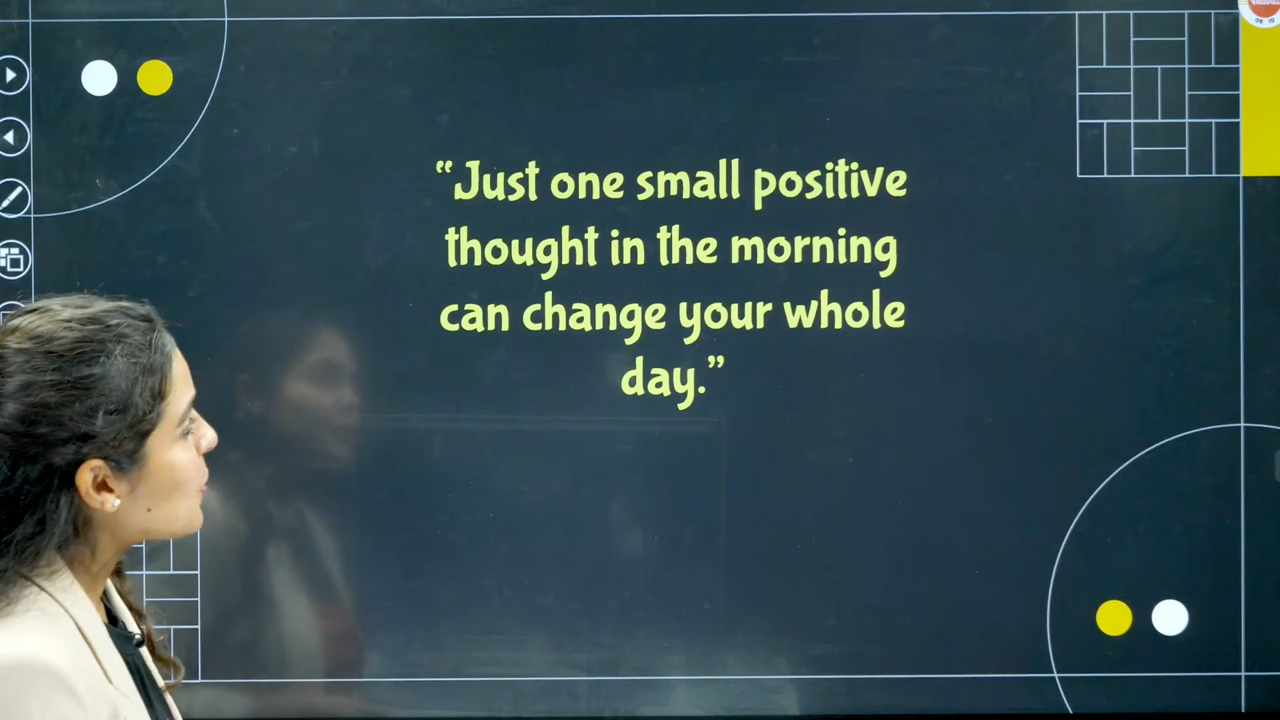 “Just one small positive
thought in the morning
can change your whole
day.”